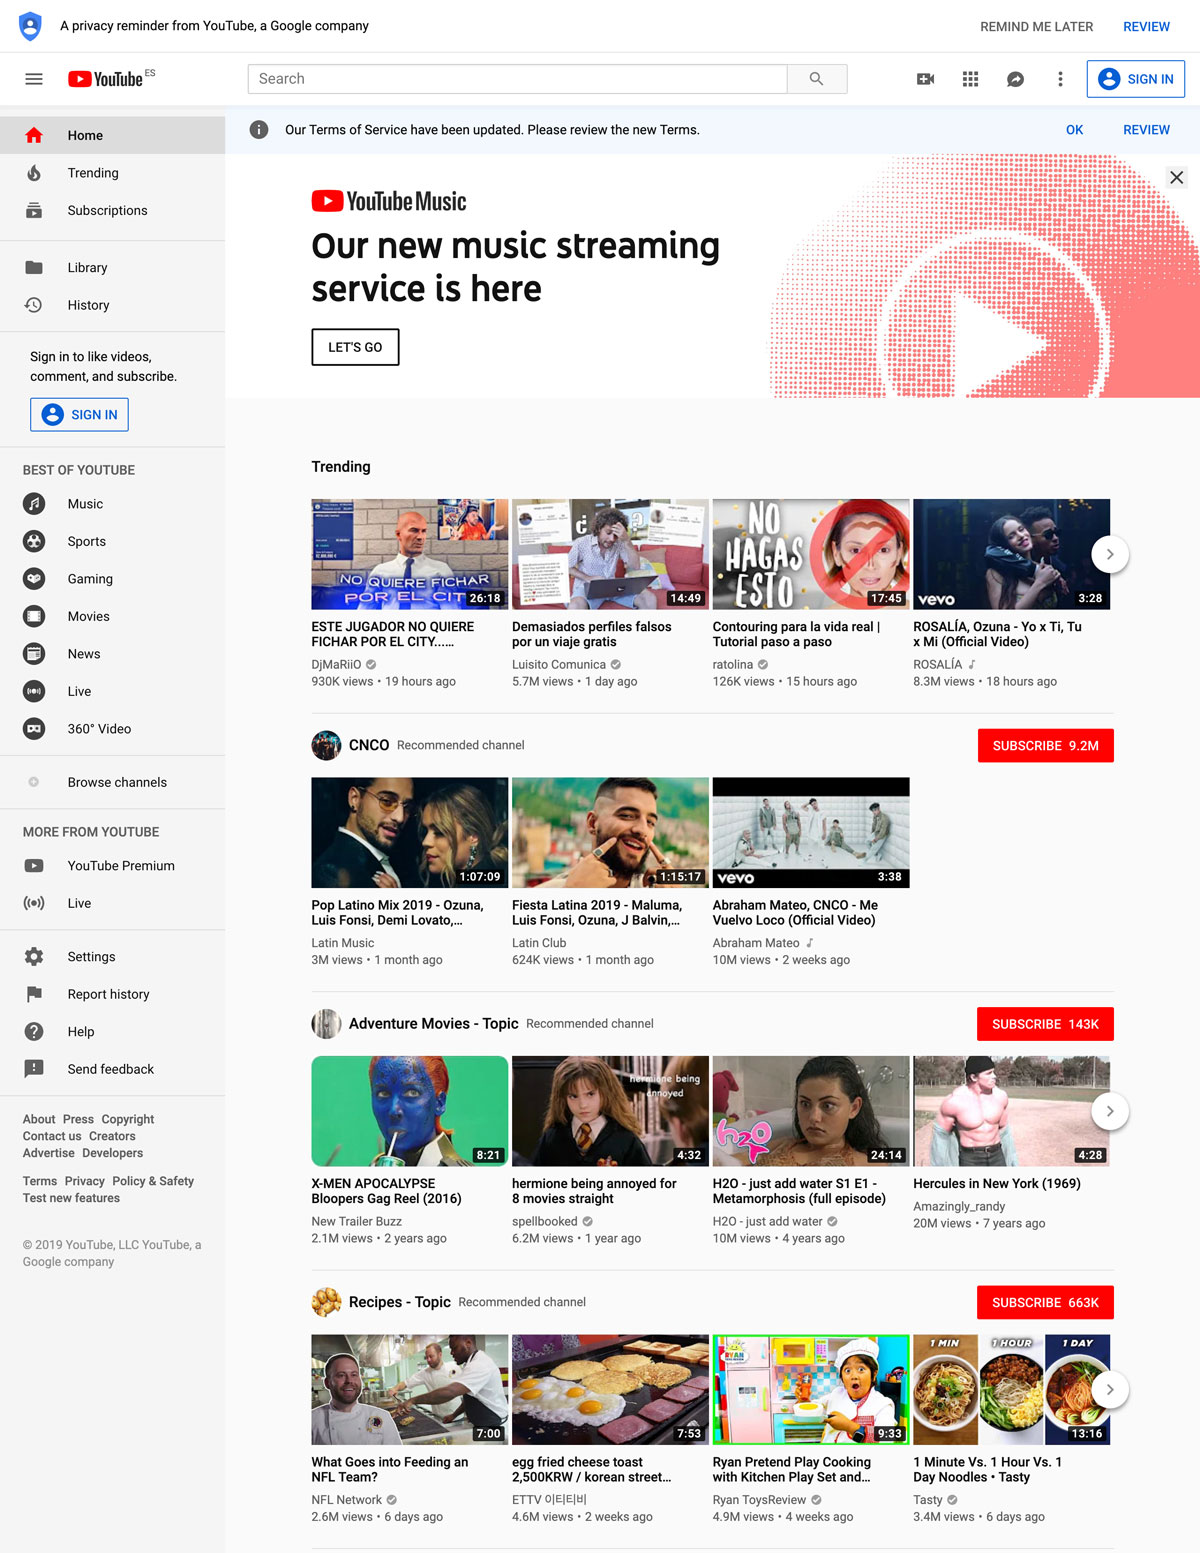 A privacy reminder from YouTube, a Google company
REMIND ME LATER
REVIEW
YouTube ES
Search
SIGN IN
Home
Trending
Subscriptions
Library
History
Sign in to like videos,
comment, and subscribe.
SIGN IN
BEST OF YOUTUBE
Music
Sports
Gaming
Movies
News
Live
360° Video
Browse channels
MORE FROM YOUTUBE
YouTube Premium
Live
Settings
Report history
Help
Send feedback
About Press Copyright
Contact us Creators
Advertise Developers
Terms Privacy Policy & Safety
Test new features
© 2019 YouTube, LLC YouTube, a
Google company
Our Terms of Service have been updated. Please review the new Terms.
OK
REVIEW
YouTube Music
Our new music streaming
service is here
LET'S GO
Trending
NO QUIERE FICHAR
POR EL CIT
26:18
ESTE JUGADOR NO QUIERE
FICHAR POR EL CITY......
DjMaRiiO
930K views • 19 hours ago
¿
?
14:49
Demasiados perfiles falsos
por un viaje gratis
Luisito Comunica
5.7M views • 1 day ago
NO
HAGAS
ESTO
17:45
Contouring para la vida real |
Tutorial paso a paso
ratolina
126K views • 15 hours ago
vevo
3:28
ROSALÍA, Ozuna - Yo x Ti, Tu
x Mi (Official Video)
ROSALÍA
8.3M views • 18 hours ago
CNCO Recommended channel
SUBSCRIBE 9.2M
1:07:09
Pop Latino Mix 2019 - Ozuna,
Luis Fonsi, Demi Lovato,...
Latin Music
3M views • 1 month ago
1:15:17
Fiesta Latina 2019 - Maluma,
Luis Fonsi, Ozuna, J Balvin,...
Latin Club
624K views • 1 month ago
vevo
3:38
Abraham Mateo, CNCO - Me
Vuelvo Loco (Official Video)
Abraham Mateo
10M views • 2 weeks ago
Adventure Movies - Topic Recommended channel
SUBSCRIBE 143K
8:21
X-MEN APOCALYPSE
Bloopers Gag Reel (2016)
New Trailer Buzz
2.1M views • 2 years ago
hermione being
annoyed
4:32
hermione being annoyed for
8 movies straight
spellbooked
6.2M views • 1 year ago
h2o
24:14
H2O - just add water S1 E1 -
Metamorphosis (full episode)
H2O - just add water
10M views • 4 years ago
4:28
Hercules in New York (1969)
Amazingly_randy
20M views • 7 years ago
Recipes - Topic Recommended channel
SUBSCRIBE 663K
7:00
What Goes into Feeding an
NFL Team?
NFL Network
2.6M views • 6 days ago
7:53
egg fried cheese toast
2,500KRW / korean street...
ETTV 이티티비
4.6M views • 2 weeks ago
RYAN
9:33
Ryan Pretend Play Cooking
with Kitchen Play Set and...
Ryan ToysReview
4.9M views • 4 weeks ago
1 MIN
1 HOUR
1 DAY
13:16
1 Minute Vs. 1 Hour Vs. 1
Day Noodles • Tasty
Tasty
3.4M views • 6 days ago